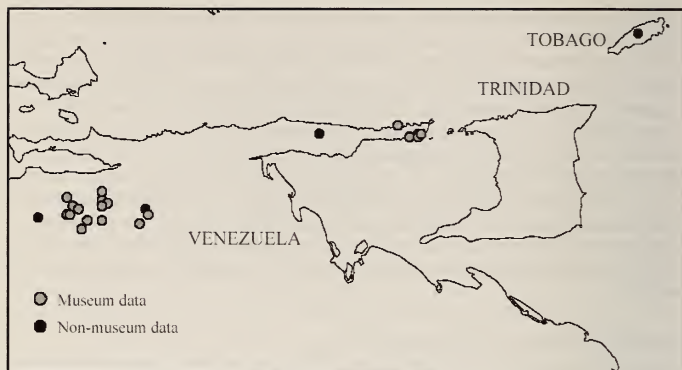 TOBAGO
TRINIDAD
VENEZUELA
Museum data
Non-museum data